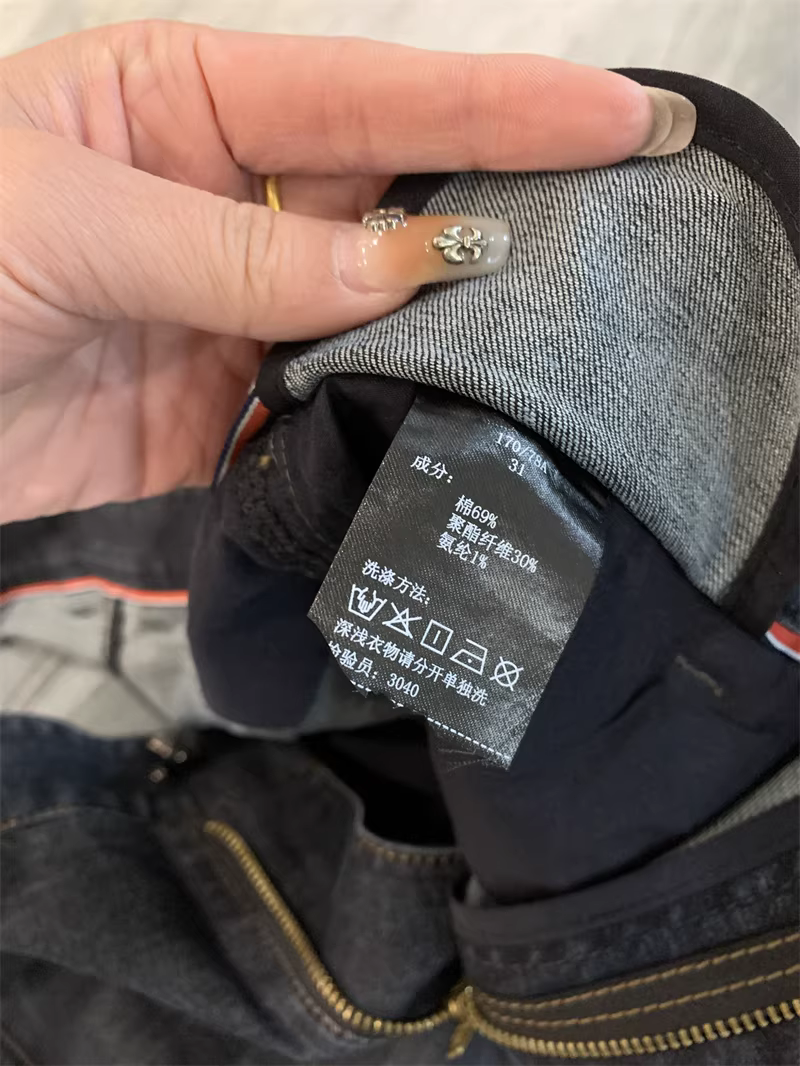 170/78A
31
成分：
棉69%
聚酯纤维30%
氨纶1%
洗涤方法：
深浅衣物请分开单独洗
检验员：3040